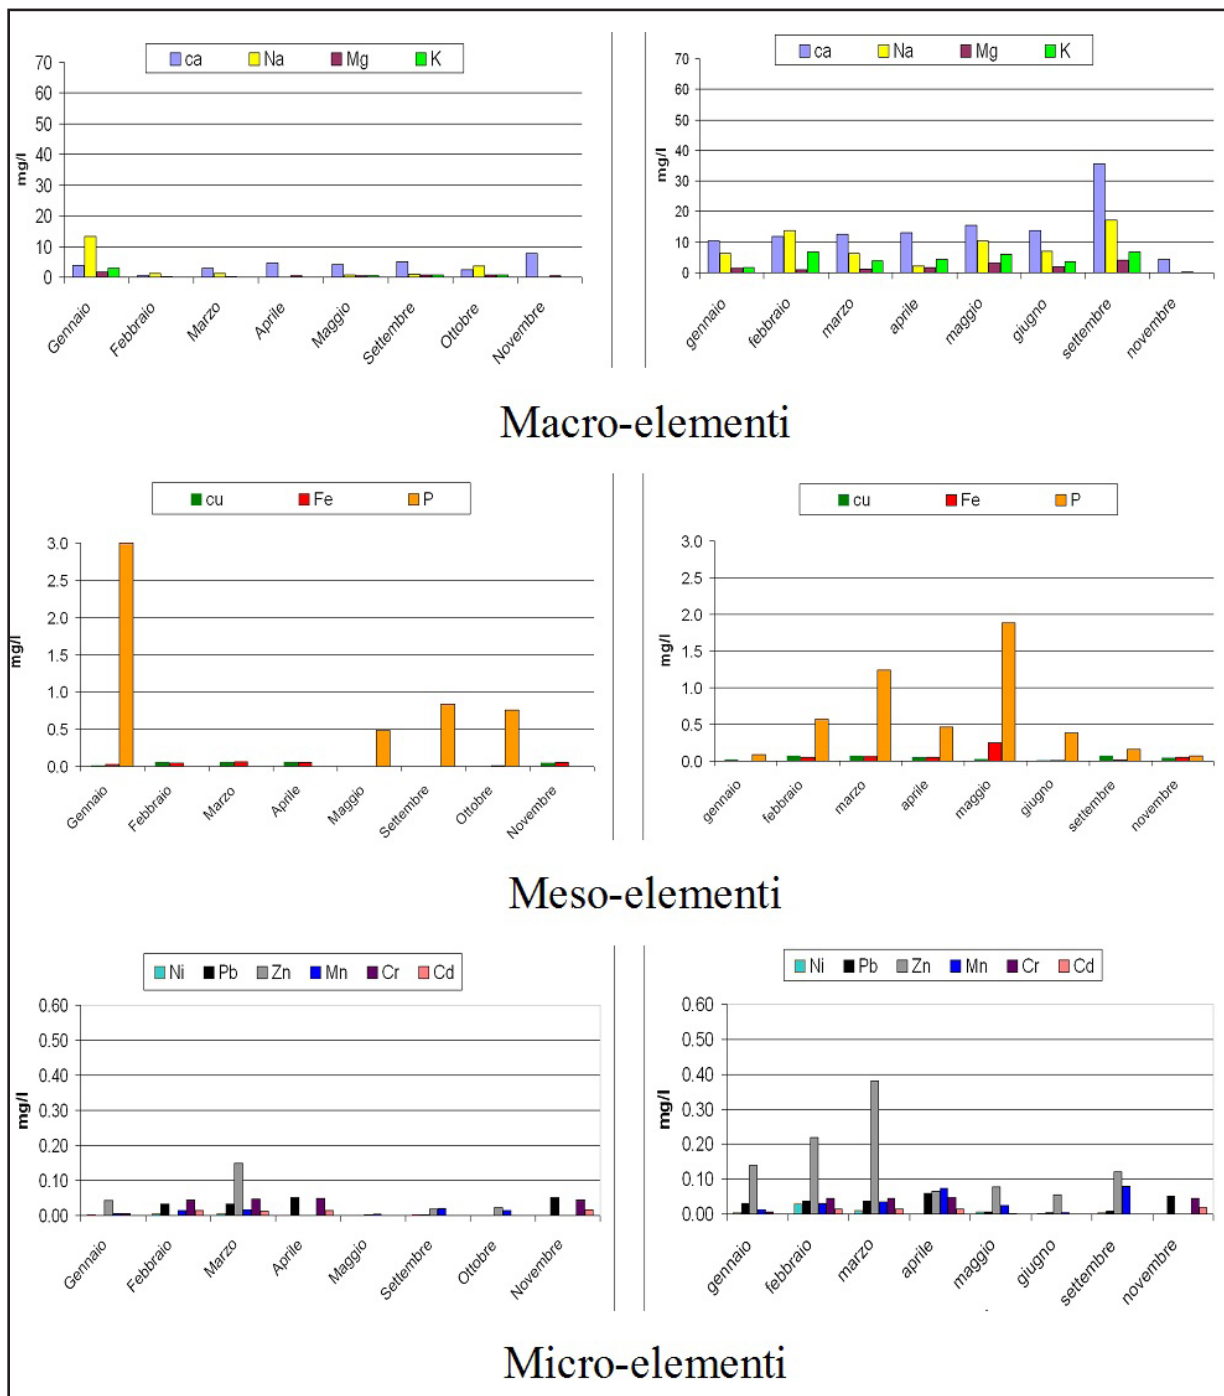 ca Na Mg K
70
60
50
40
30
20
10
0
mg/l
Gennaio Febbraio Marzo Aprile Maggio Settembre Ottobre Novembre
ca Na Mg K
70
60
50
40
30
20
10
0
mg/l
gennaio febbraio marzo aprile maggio giugno settembre novembre
Macro-elementi
cu Fe P
3.0
2.5
2.0
1.5
1.0
0.5
0.0
mg/l
Gennaio Febbraio Marzo Aprile Maggio Settembre Ottobre Novembre
cu Fe P
3.0
2.5
2.0
1.5
1.0
0.5
0.0
mg/l
gennaio febbraio marzo aprile maggio giugno settembre novembre
Meso-elementi
Ni Pb Zn Mn Cr Cd
0.60
0.50
0.40
0.30
0.20
0.10
0.00
mg/l
Gennaio Febbraio Marzo Aprile Maggio Settembre Ottobre Novembre
Ni Pb Zn Mn Cr Cd
0.60
0.50
0.40
0.30
0.20
0.10
0.00
mg/l
gennaio febbraio marzo aprile maggio giugno settembre novembre
Micro-elementi